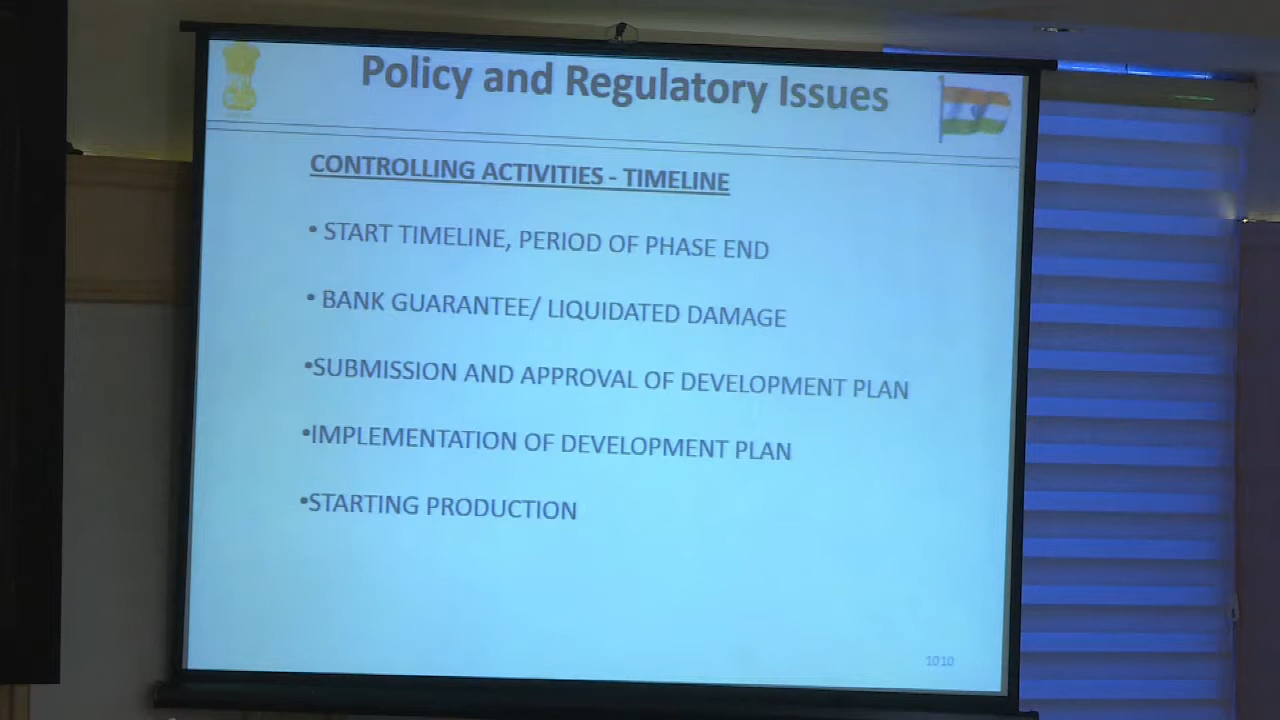 Policy and Regulatory Issues
CONTROLLING ACTIVITIES - TIMELINE
• START TIMELINE, PERIOD OF PHASE END
• BANK GUARANTEE/ LIQUIDATED DAMAGE
•SUBMISSION AND APPROVAL OF DEVELOPMENT PLAN
•IMPLEMENTATION OF DEVELOPMENT PLAN
•STARTING PRODUCTION
1010